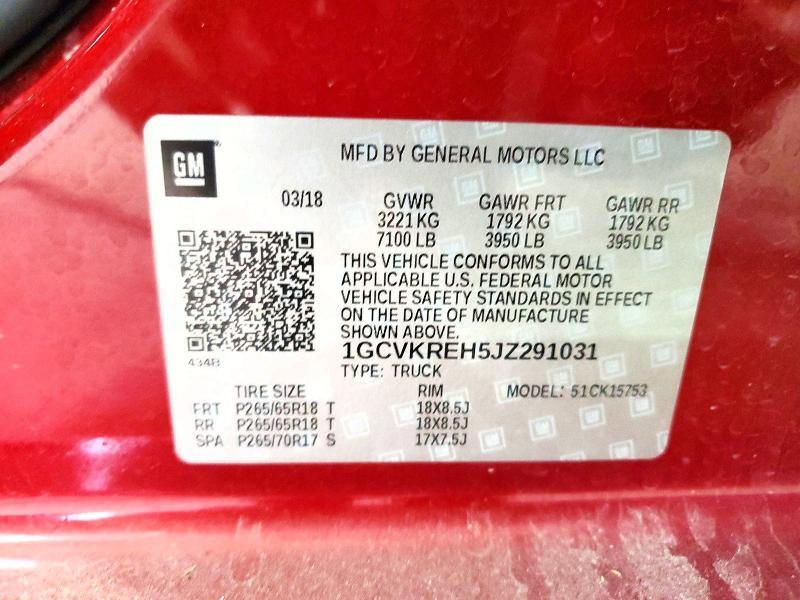 GM
MFD BY GENERAL MOTORS LLC
03/18 GVWR GAWR FRT GAWR RR
3221 KG 1792 KG 1792 KG
7100 LB 3950 LB 3950 LB
THIS VEHICLE CONFORMS TO ALL
APPLICABLE U.S. FEDERAL MOTOR
VEHICLE SAFETY STANDARDS IN EFFECT
ON THE DATE OF MANUFACTURE
SHOWN ABOVE.
1GCVKREH5JZ291031
434B
TYPE: TRUCK
TIRE SIZE RIM MODEL: 51CK15753
FRT P265/65R18 T 18X8.5J
RR P265/65R18 T 18X8.5J
SPA P265/70R17 S 17X7.5J